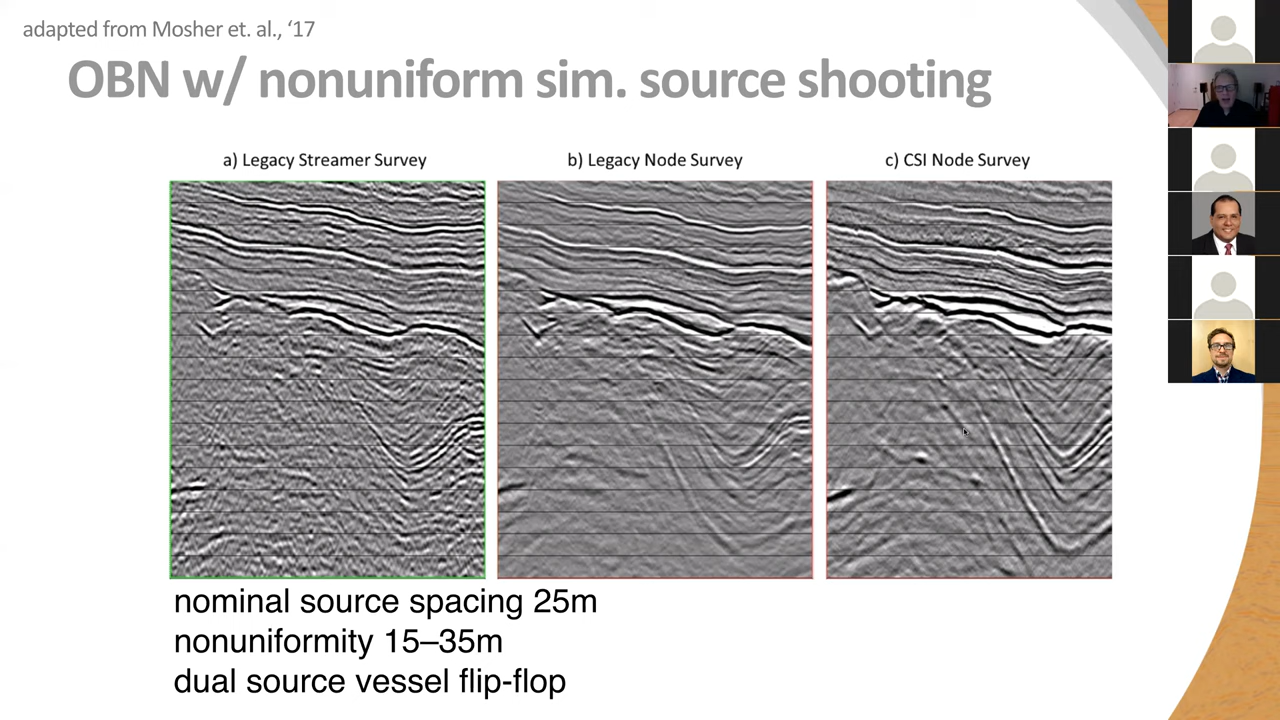 adapted from Mosher et. al., ‘17
OBN w/ nonuniform sim. source shooting
a) Legacy Streamer Survey
b) Legacy Node Survey
c) CSI Node Survey
nominal source spacing 25m
nonuniformity 15–35m
dual source vessel flip-flop